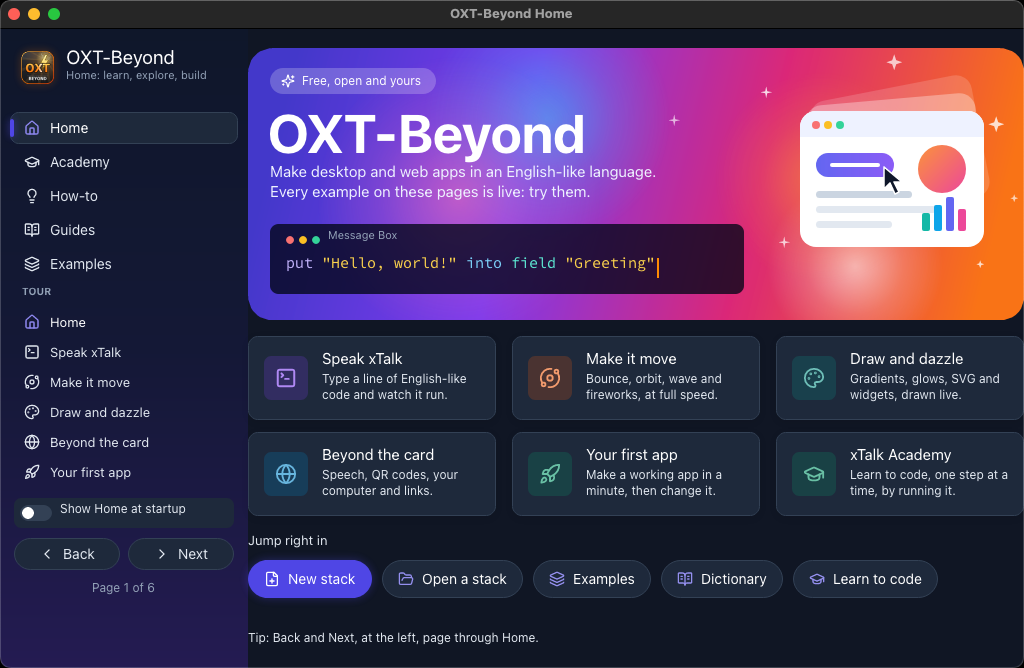 OXT-Beyond Home
OXT
BEYOND
OXT-Beyond
Home: learn, explore, build
Home
Academy
How-to
Guides
Examples
TOUR
Home
Speak xTalk
Make it move
Draw and dazzle
Beyond the card
Your first app
Show Home at startup
Back
Next
Page 1 of 6
Free, open and yours
OXT-Beyond
Make desktop and web apps in an English-like language.
Every example on these pages is live: try them.
Message Box
put "Hello, world!" into field "Greeting"
Speak xTalk
Type a line of English-like
code and watch it run.
Make it move
Bounce, orbit, wave and
fireworks, at full speed.
Draw and dazzle
Gradients, glows, SVG and
widgets, drawn live.
Beyond the card
Speech, QR codes, your
computer and links.
Your first app
Make a working app in a
minute, then change it.
xTalk Academy
Learn to code, one step at a
time, by running it.
Jump right in
New stack
Open a stack
Examples
Dictionary
Learn to code
Tip: Back and Next, at the left, page through Home.